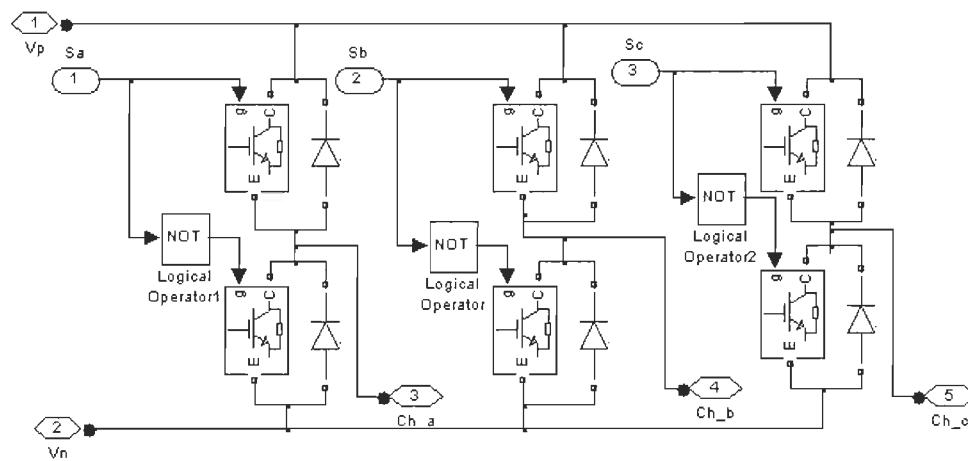 1
Vp
Sa
1
Sb
2
Sc
3
g C
E
g C
E
g C
E
NOT
Logical
Operator1
NOT
Logical
Operator
NOT
Logical
Operator2
g C
E
g C
E
g C
E
3
Ch_a
4
Ch_b
5
Ch_c
2
Vn